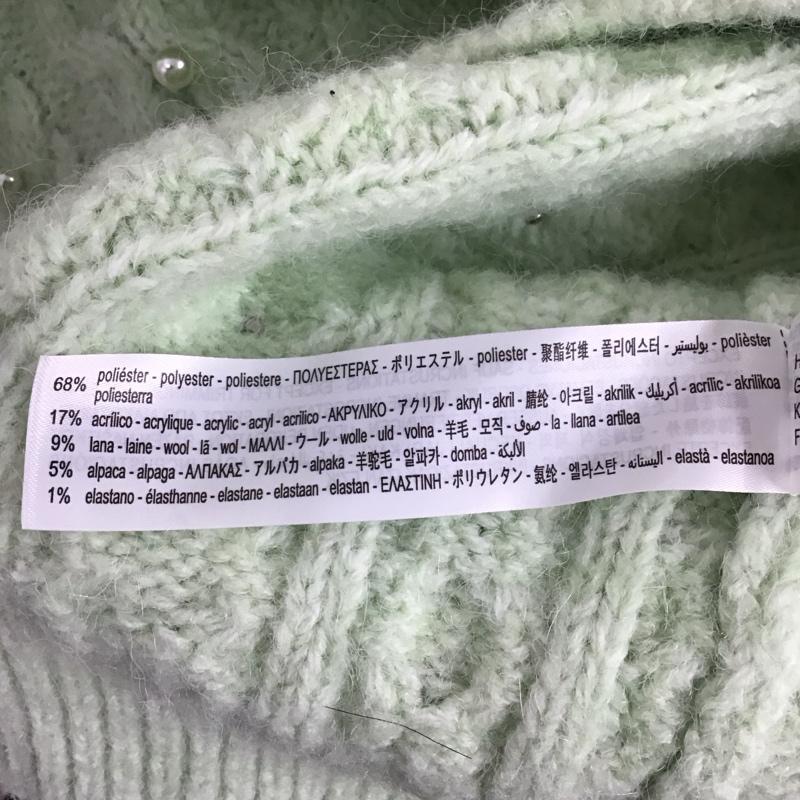 68% poliéster - polyester - poliestere - ΠΟΛΥΕΣΤΕΡΑΣ - ポリエステル - poliester - 聚酯纤维 - 폴리에스터 - بوليستير - polièster
poliesterra
17% acrílico - acrylique - acrylic - acryl - acrilico - ΑΚΡΥΛΙΚΟ - アクリル - akryl - akril - 腈纶 - 아크릴 - akrilik - أكريليك - acrílic - akrilikoa
9% lana - laine - wool - lã - wol - ΜΑΛΛΙ - ウール - wolle - uld - volna - 羊毛 - 모직 - صوف - la - llana - artilea
5% alpaca - alpaga - ΑΛΠΑΚΑΣ - アルパカ - alpaka - 羊驼毛 - 알파카 - domba - الألبكة
1% elastano - élasthanne - elastane - elastaan - elastan - ΕΛΑΣΤΙΝΗ - ポリウレタン - 氨纶 - 엘라스탄 - اليستانه - elastà - elastanoa